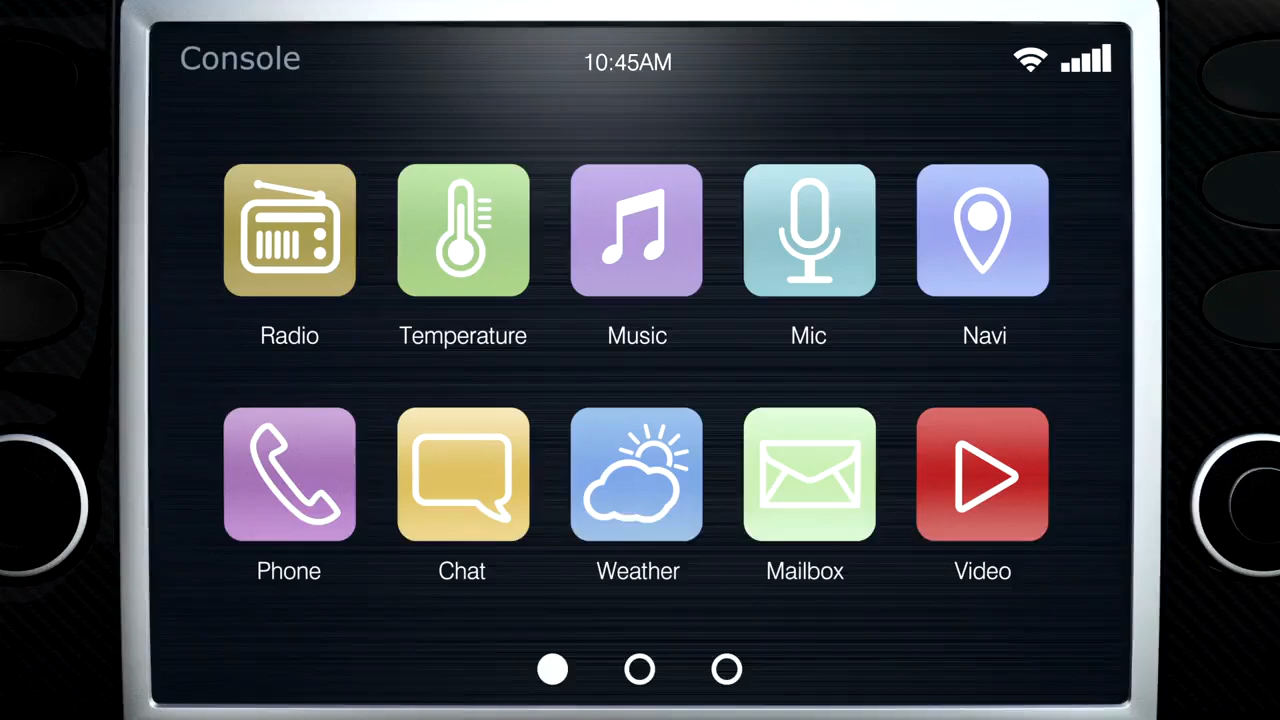 Console
10:45AM
Radio
Temperature
Music
Mic
Navi
Phone
Chat
Weather
Mailbox
Video